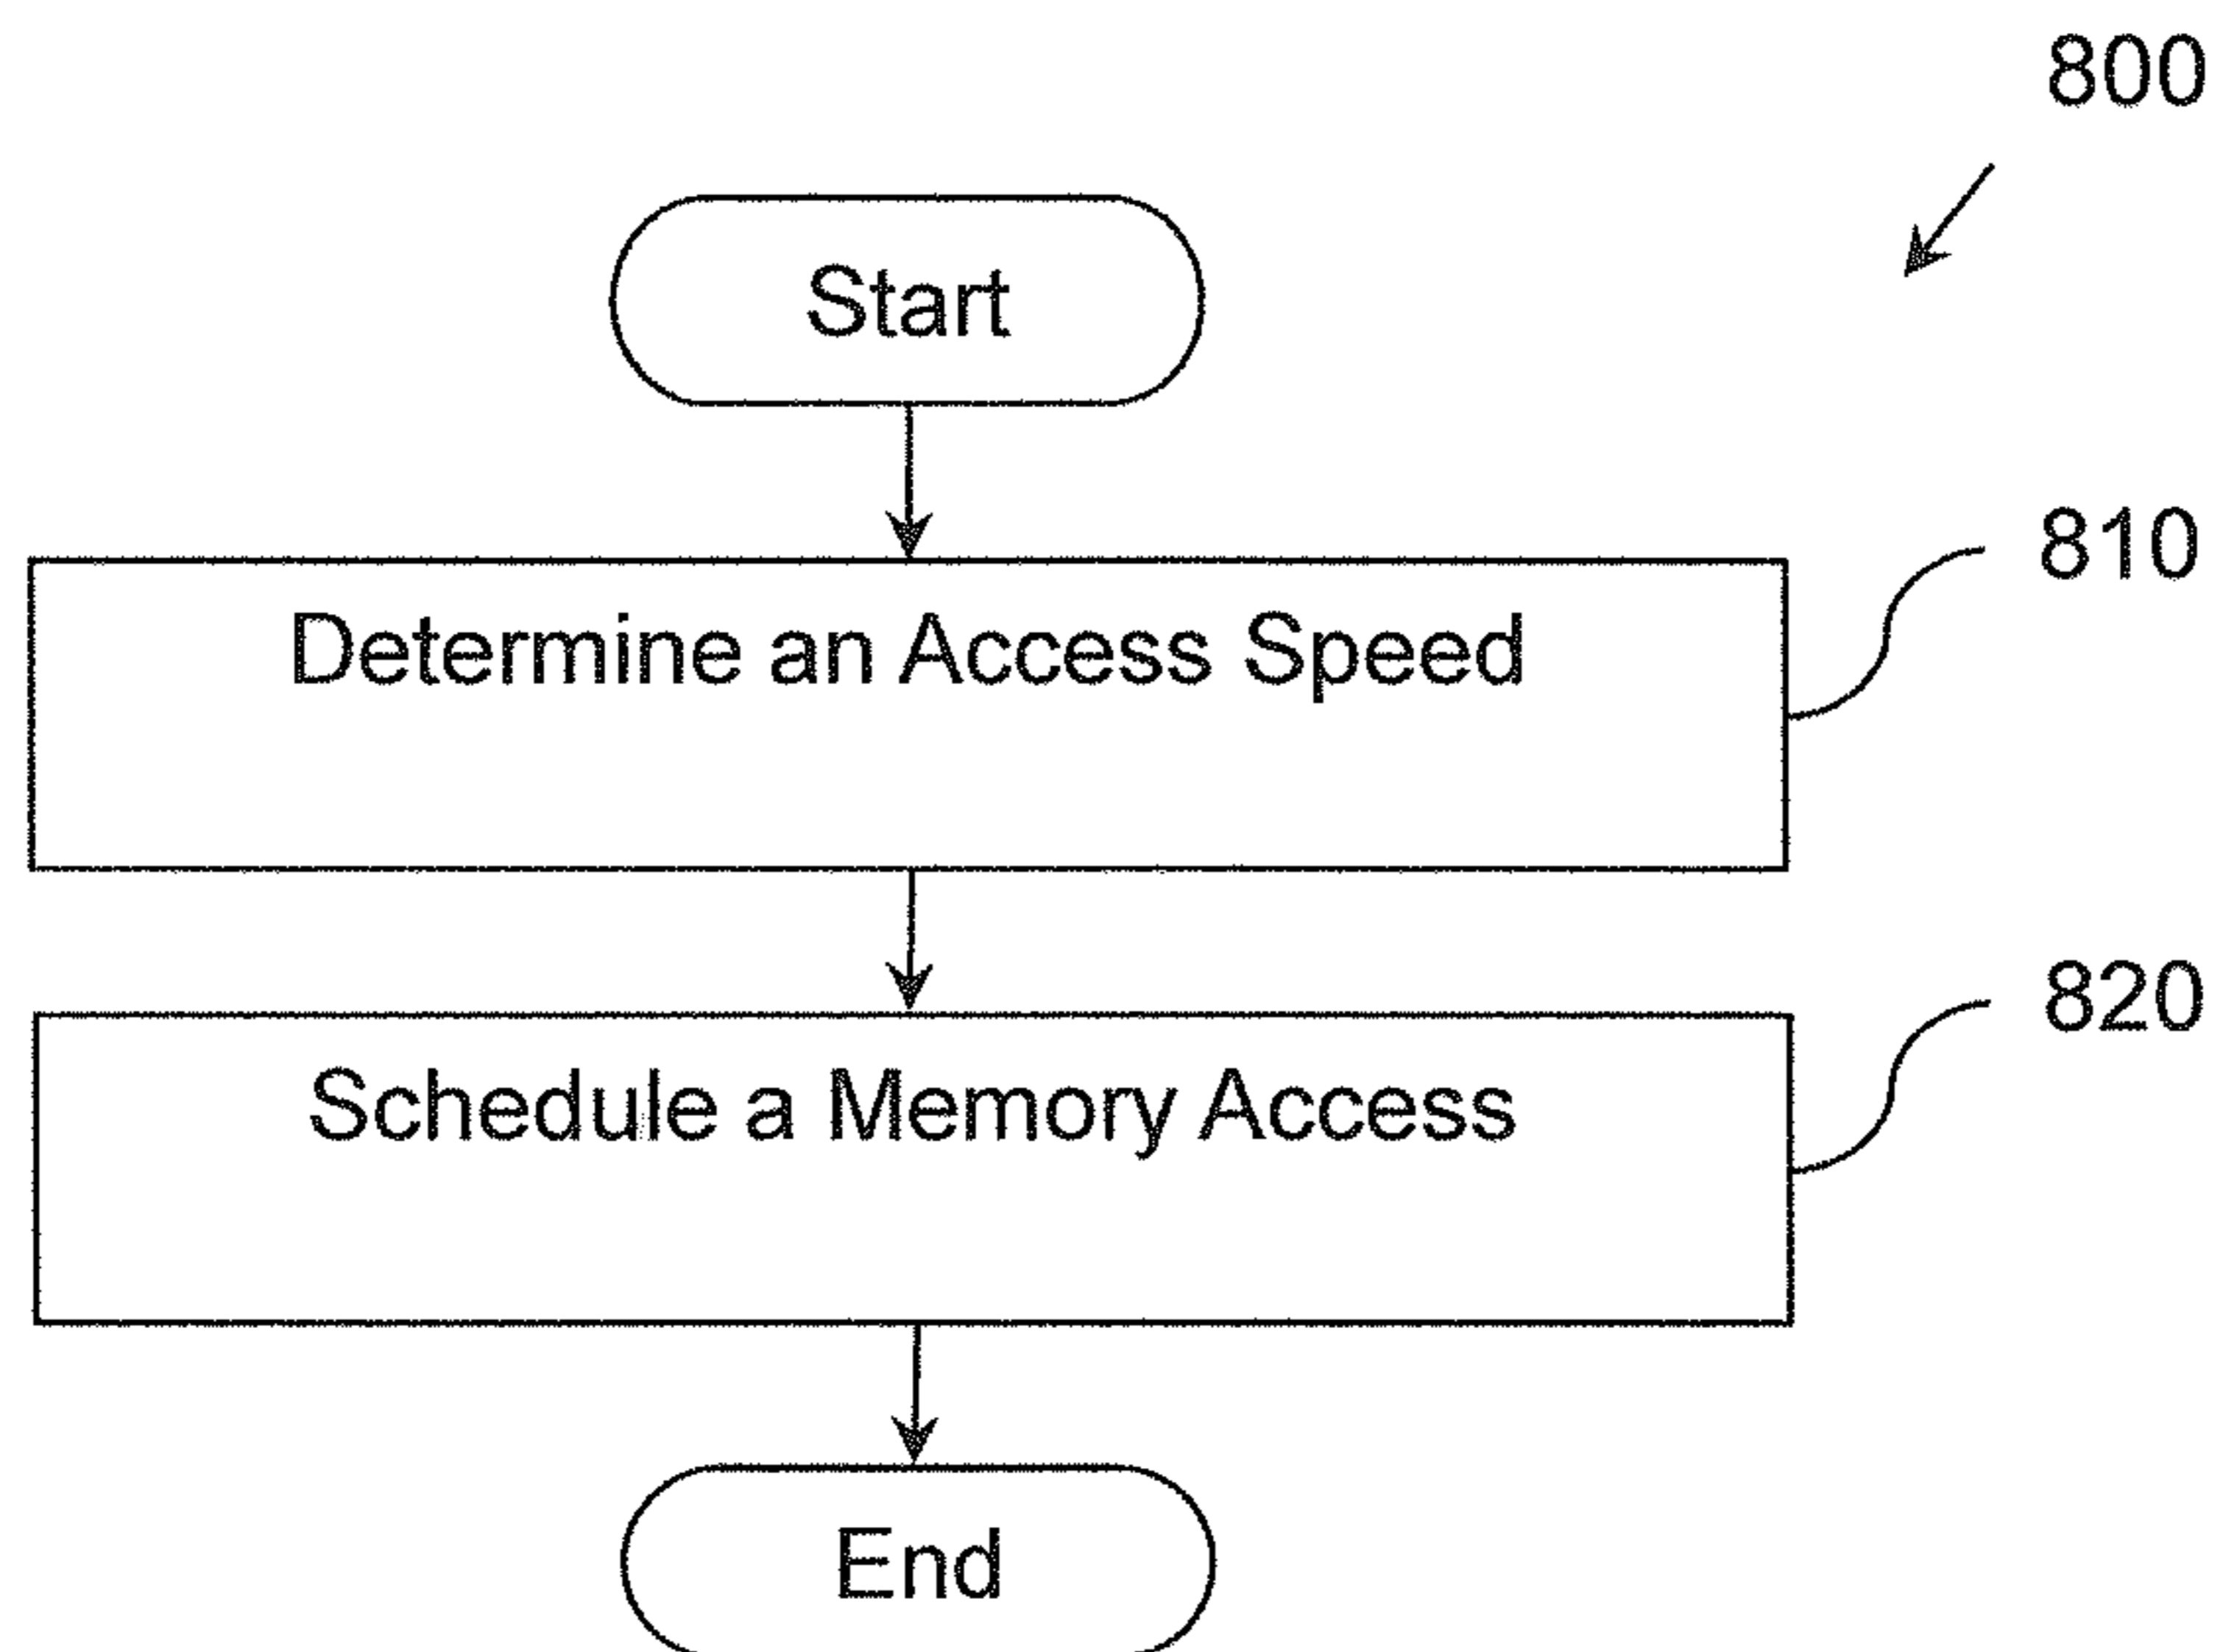 800
Start
810
Determine an Access Speed
820
Schedule a Memory Access
End